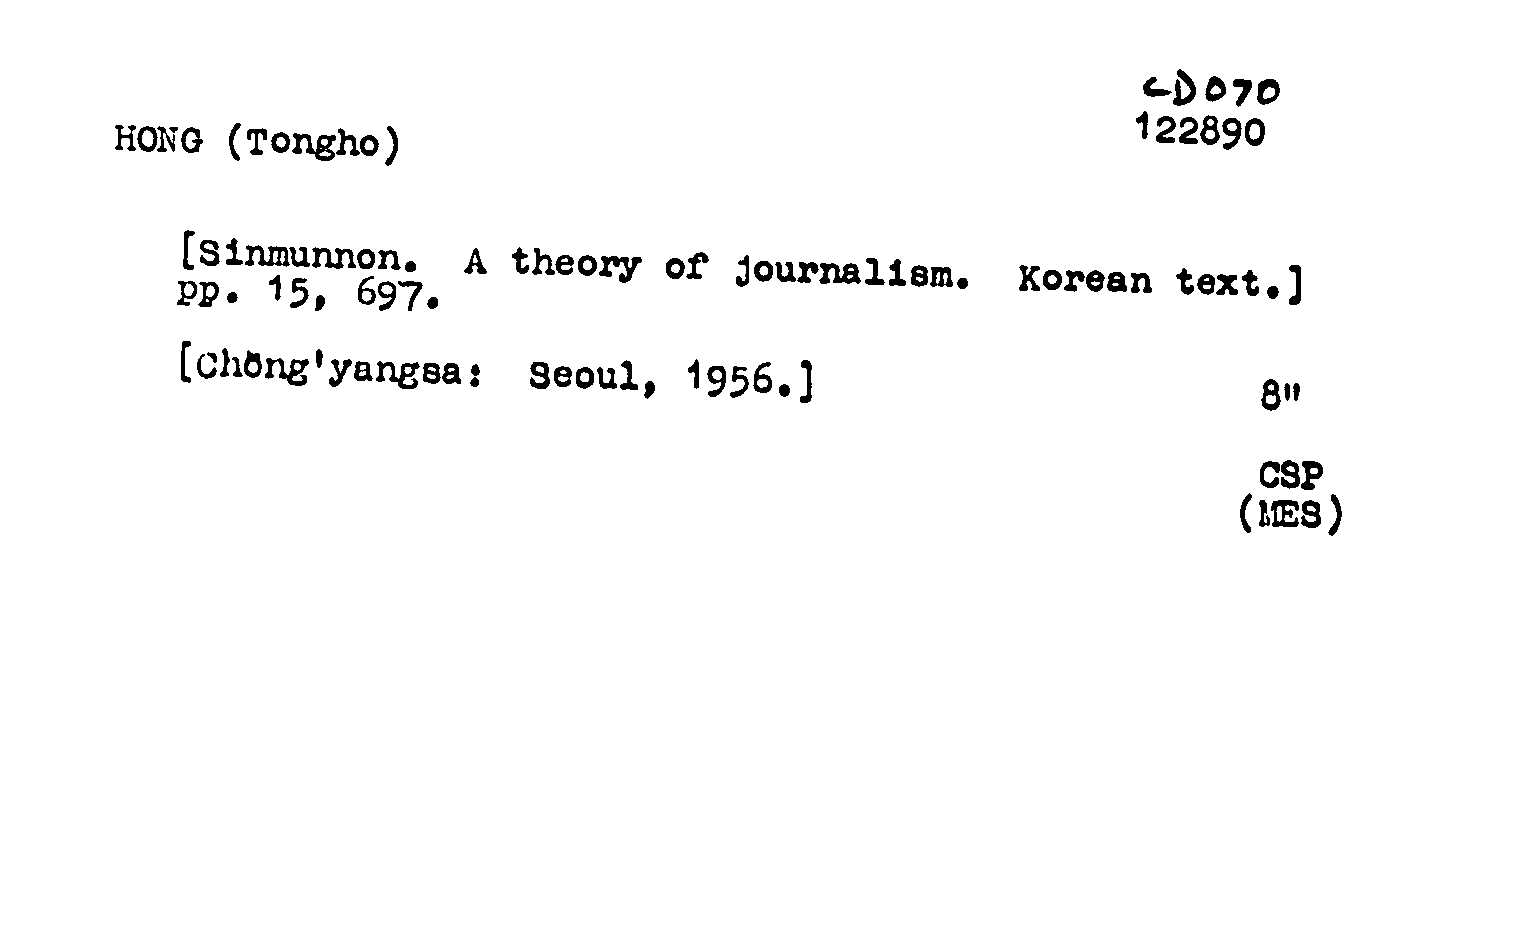 CD070
122890
HONG (Tongho)
[Sinmunnon. A theory of journalism. Korean text.]
pp. 15, 697.
[Chŏng'yangsa: Seoul, 1956.]
8"
CSP
(MES)